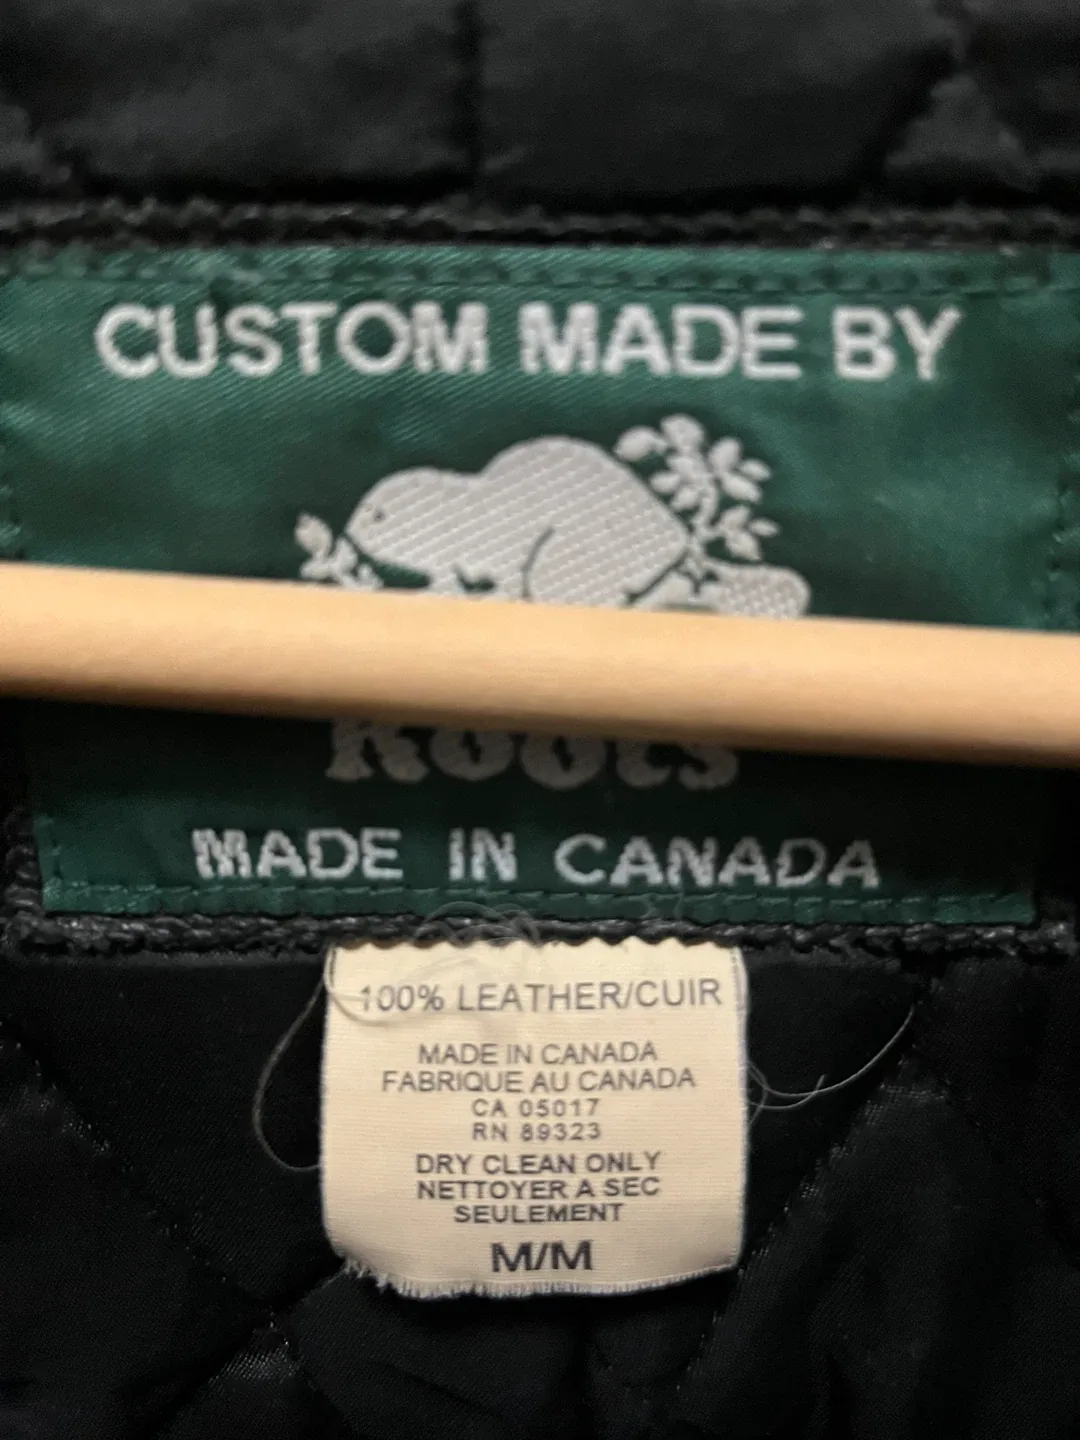 CUSTOM MADE BY
Roots
MADE IN CANADA
100% LEATHER/CUIR
MADE IN CANADA
FABRIQUE AU CANADA
CA 05017
RN 89323
DRY CLEAN ONLY
NETTOYER A SEC
SEULEMENT
M/M